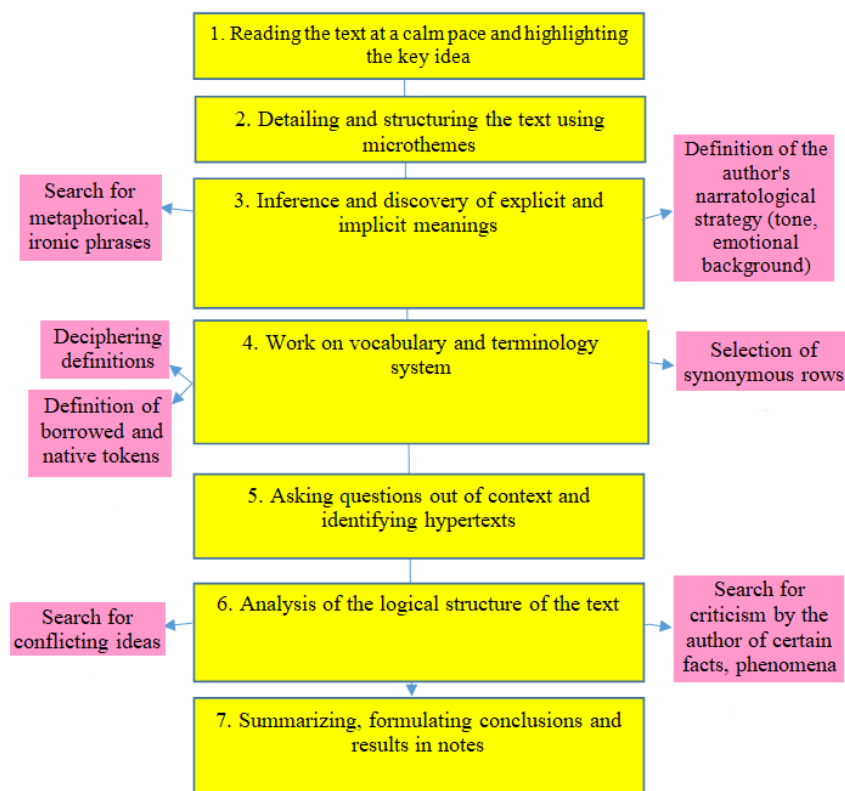 1. Reading the text at a calm pace and highlighting
the key idea
2. Detailing and structuring the text using
microthemes
Search for
metaphorical,
ironic phrases
3. Inference and discovery of explicit and
implicit meanings
Definition of the
author's
narratological
strategy (tone,
emotional
background)
Deciphering
definitions
Definition of
borrowed and
native tokens
4. Work on vocabulary and terminology
system
Selection of
synonymous rows
5. Asking questions out of context and
identifying hypertexts
Search for
conflicting ideas
6. Analysis of the logical structure of the text
Search for
criticism by the
author of certain
facts, phenomena
7. Summarizing, formulating conclusions and
results in notes